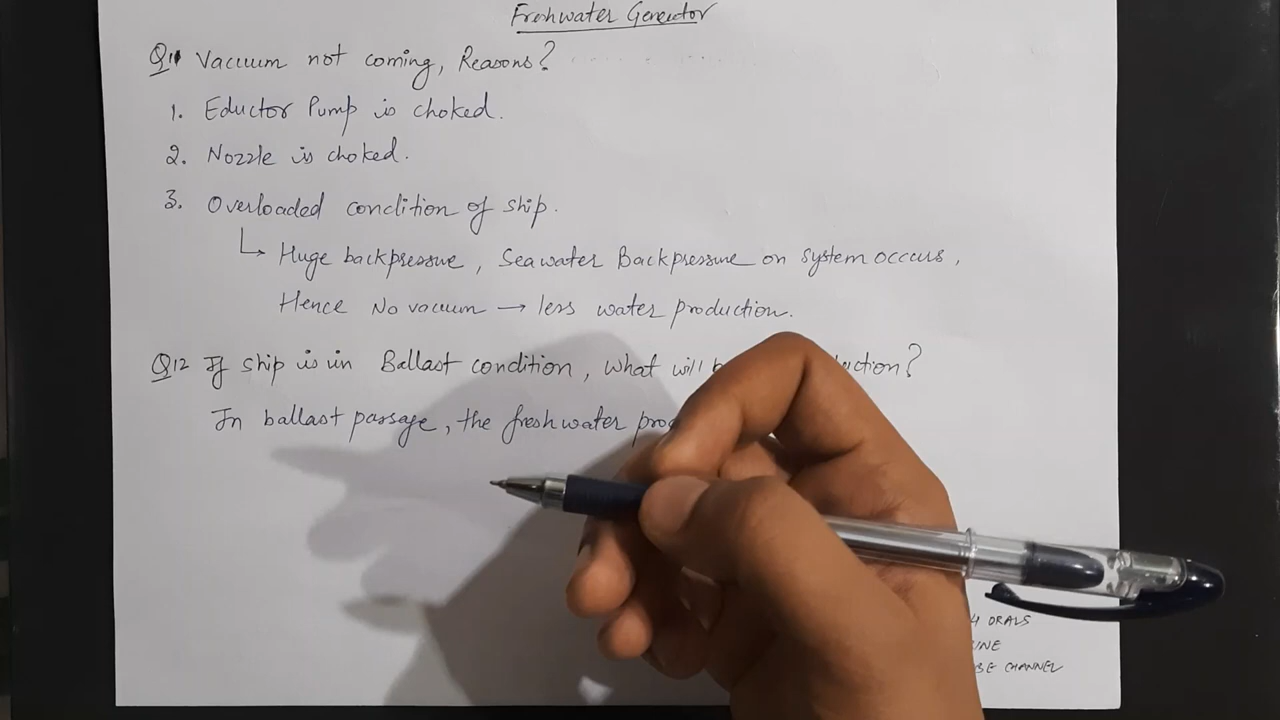 Freshwater Generator
Q11 Vacuum not coming, Reasons?
1. Eductor Pump is choked.
2. Nozzle is choked.
3. Overloaded condition of ship.
↳ Huge backpressure, Seawater Backpressure on system occurs,
Hence No vacuum → less water production.
Q12 If ship is in Ballast condition, what will
In ballast passage, the freshwater
ORALS
CHANNEL